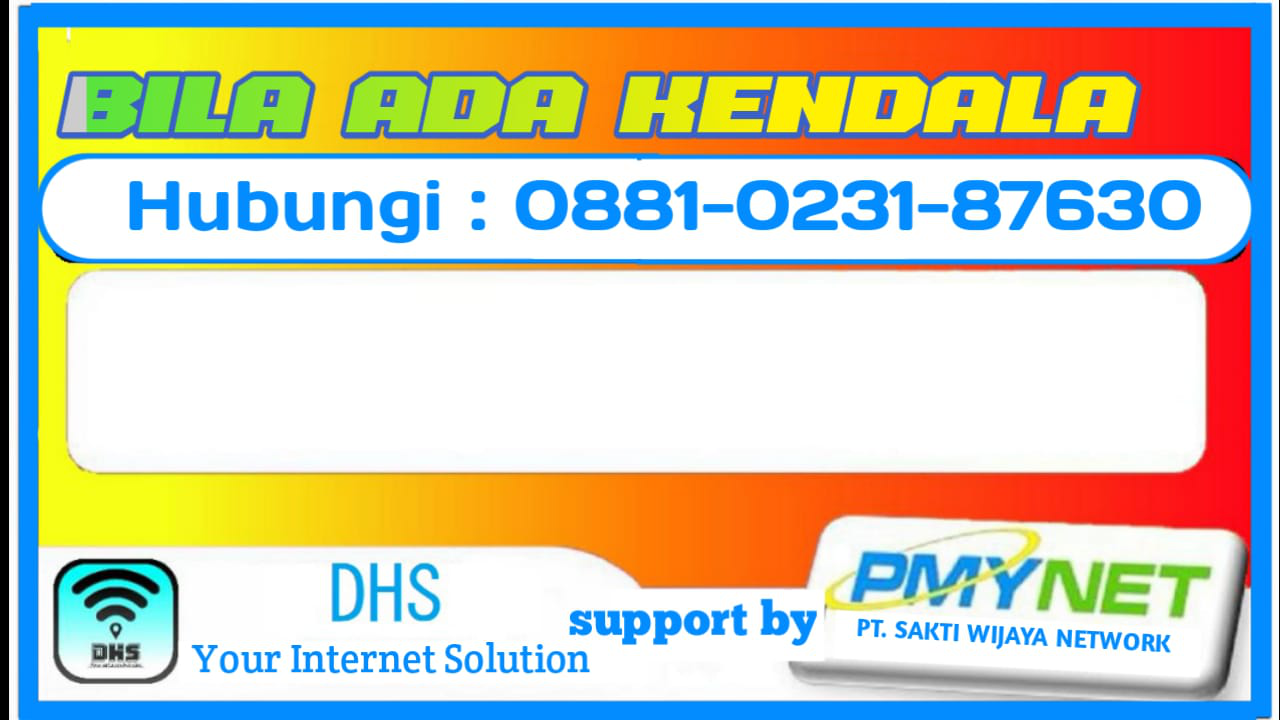 BILA ADA KENDALA
Hubungi : 0881-0231-87630
DHS
Your Internet Solution
DHS
support by
PMYNET
PT. SAKTI WIJAYA NETWORK